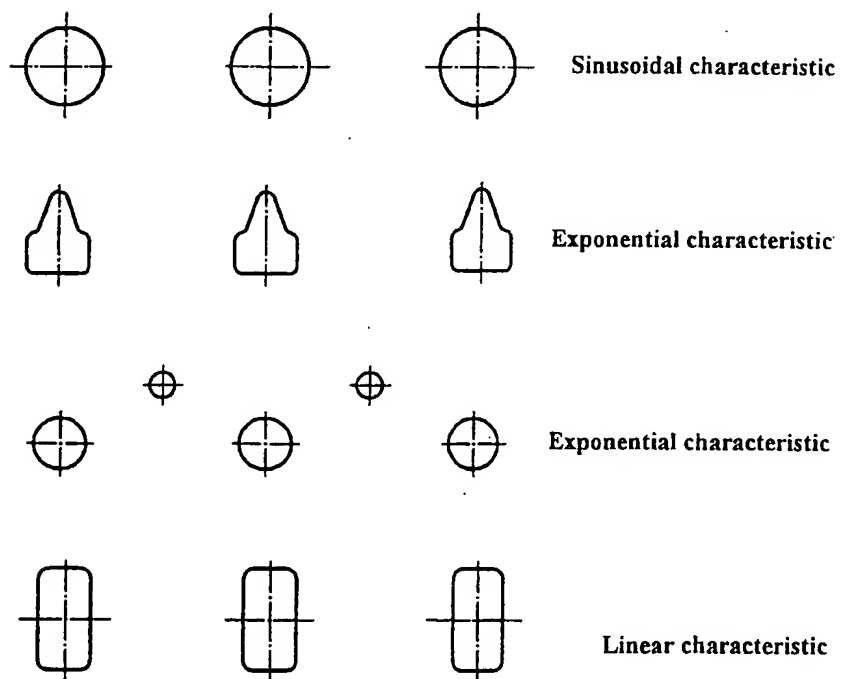 Sinusoidal characteristic
Exponential characteristic
Exponential characteristic
Linear characteristic